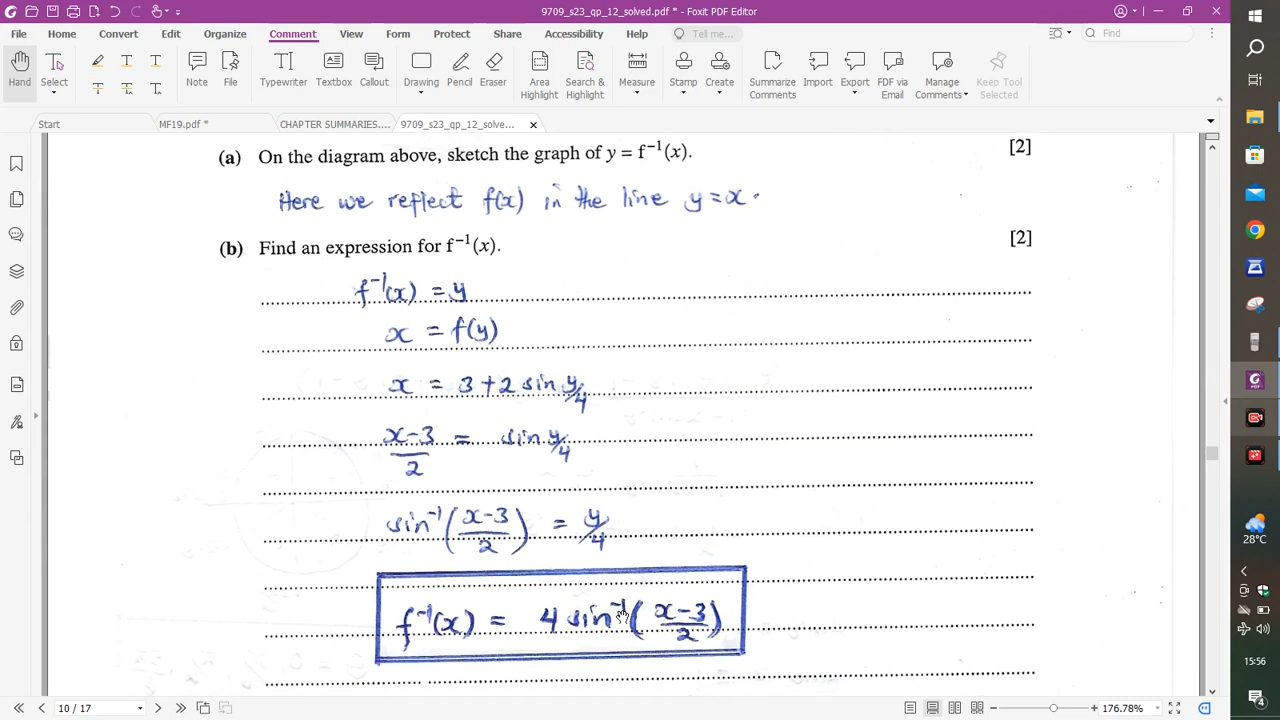 9709_s23_qp_12_solved.pdf * - Foxit PDF Editor
File Home Convert Edit Organize Comment View Form Protect Share Accessibility Help Tell me... Find
Hand Select Note File Typewriter Textbox Callout Drawing Pencil Eraser Area Highlight Search & Highlight Measure Stamp Create Summarize Comments Import Export PDF via Email Manage Comments Keep Tool Selected
Start MF19.pdf * CHAPTER SUMMARIES.... 9709_s23_qp_12_solve...
(a) On the diagram above, sketch the graph of y = f⁻¹(x). [2]
Here we reflect f(x) in the line y = x .
(b) Find an expression for f⁻¹(x). [2]
f⁻¹(x) = y
x = f(y)
x = 3 + 2 sin y/4
(x-3)/2 = sin y/4
sin⁻¹((x-3)/2) = y/4
f⁻¹(x) = 4 sin⁻¹((x-3)/2)
28°C
15:56
4
10 / 17 176.78%